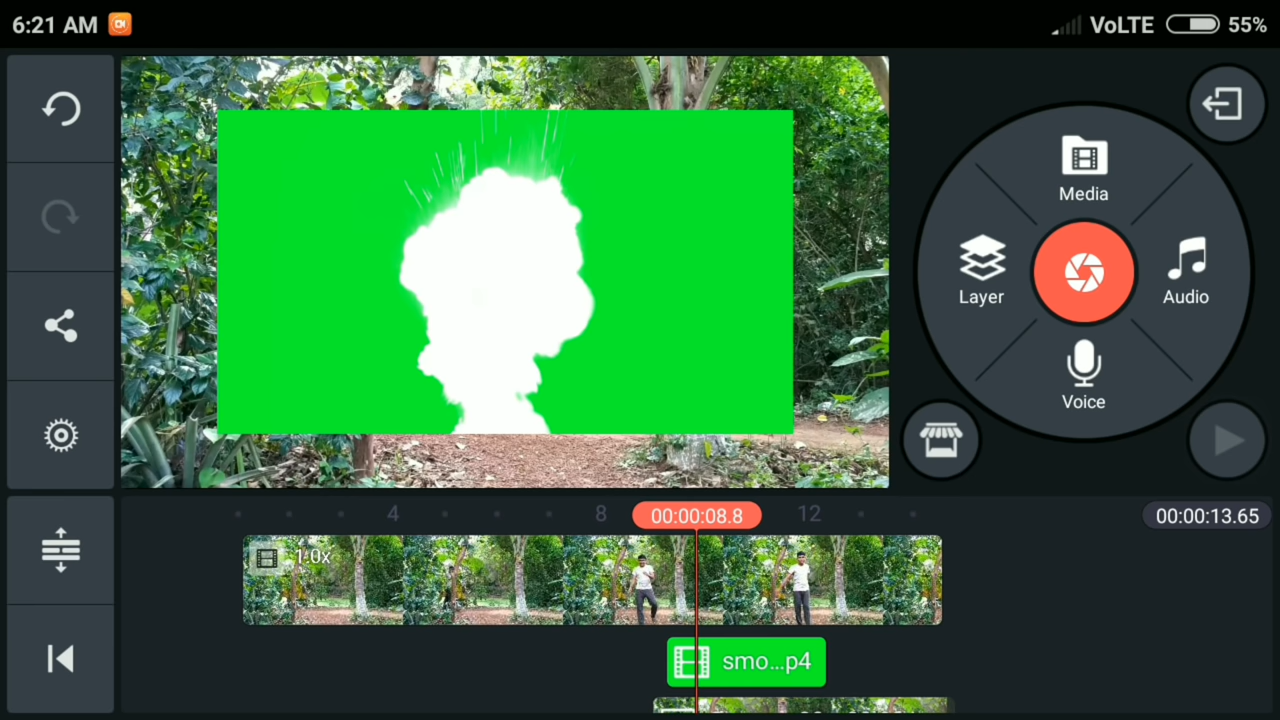 6:21 AM
VoLTE 55%
Media
Layer
Audio
Voice
4
8
00:00:08.8
12
00:00:13.65
1.0x
smo...p4